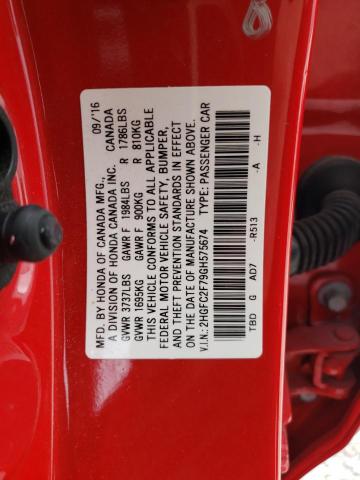 MFD. BY HONDA OF CANADA MFG. 09/16
A DIVISION OF HONDA CANADA INC. CANADA
GVWR 3737LBS GAWR F 1984LBS R 1786LBS
GVWR 1695KG GAWR F 900KG R 810KG
THIS VEHICLE CONFORMS TO ALL APPLICABLE
FEDERAL MOTOR VEHICLE SAFETY, BUMPER,
AND THEFT PREVENTION STANDARDS IN EFFECT
ON THE DATE OF MANUFACTURE SHOWN ABOVE.
V.I.N.: 2HGFC2F79GH575674 TYPE: PASSENGER CAR
TBD G AD7 -R513 -A -H